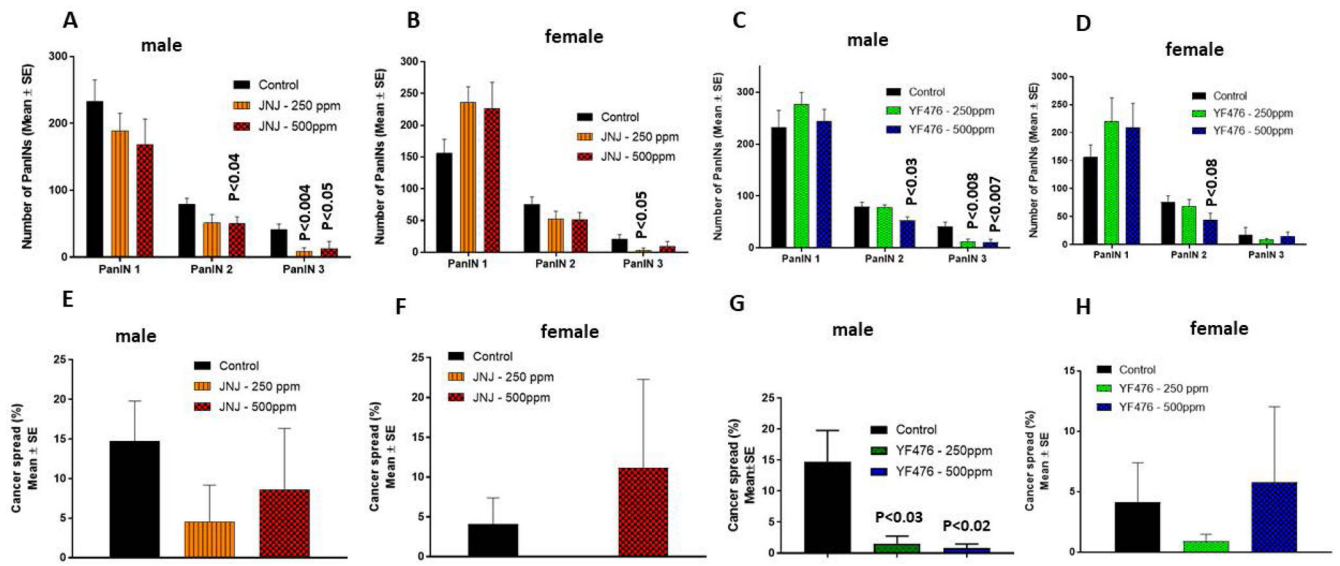 A
male
Number of PanINs (Mean ± SE)
300
200
100
0
Control
JNJ - 250 ppm
JNJ - 500ppm
P<0.04
P<0.004
P<0.05
PanIN 1
PanIN 2
PanIN 3
B
female
Number of PanINs (Mean ± SE)
300
250
200
150
100
50
0
Control
JNJ - 250 ppm
JNJ - 500ppm
P<0.05
PanIN 1
PanIN 2
PanIN 3
C
male
Number of PanINs (Mean ± SE)
300
200
100
0
Control
YF476 - 250ppm
YF476 - 500ppm
P<0.03
P<0.008
P<0.007
PanIN 1
PanIN 2
PanIN 3
D
female
Number of PanINs (Mean ± SE)
300
250
200
150
100
50
0
Control
YF476 - 250ppm
YF476 - 500ppm
P<0.08
PanIN 1
PanIN 2
PanIN 3
E
male
Cancer spread (%)
Mean ± SE
25
20
15
10
5
0
Control
JNJ - 250 ppm
JNJ - 500ppm
F
female
Cancer spread (%)
Mean ± SE
25
20
15
10
5
0
Control
JNJ - 250 ppm
JNJ - 500ppm
G
male
Cancer spread (%)
Mean±SE
25
20
15
10
5
0
Control
YF476 - 250ppm
YF476 - 500ppm
P<0.03
P<0.02
H
female
Cancer spread (%)
Mean ± SE
15
10
5
0
Control
YF476 - 250 ppm
YF476 - 500ppm